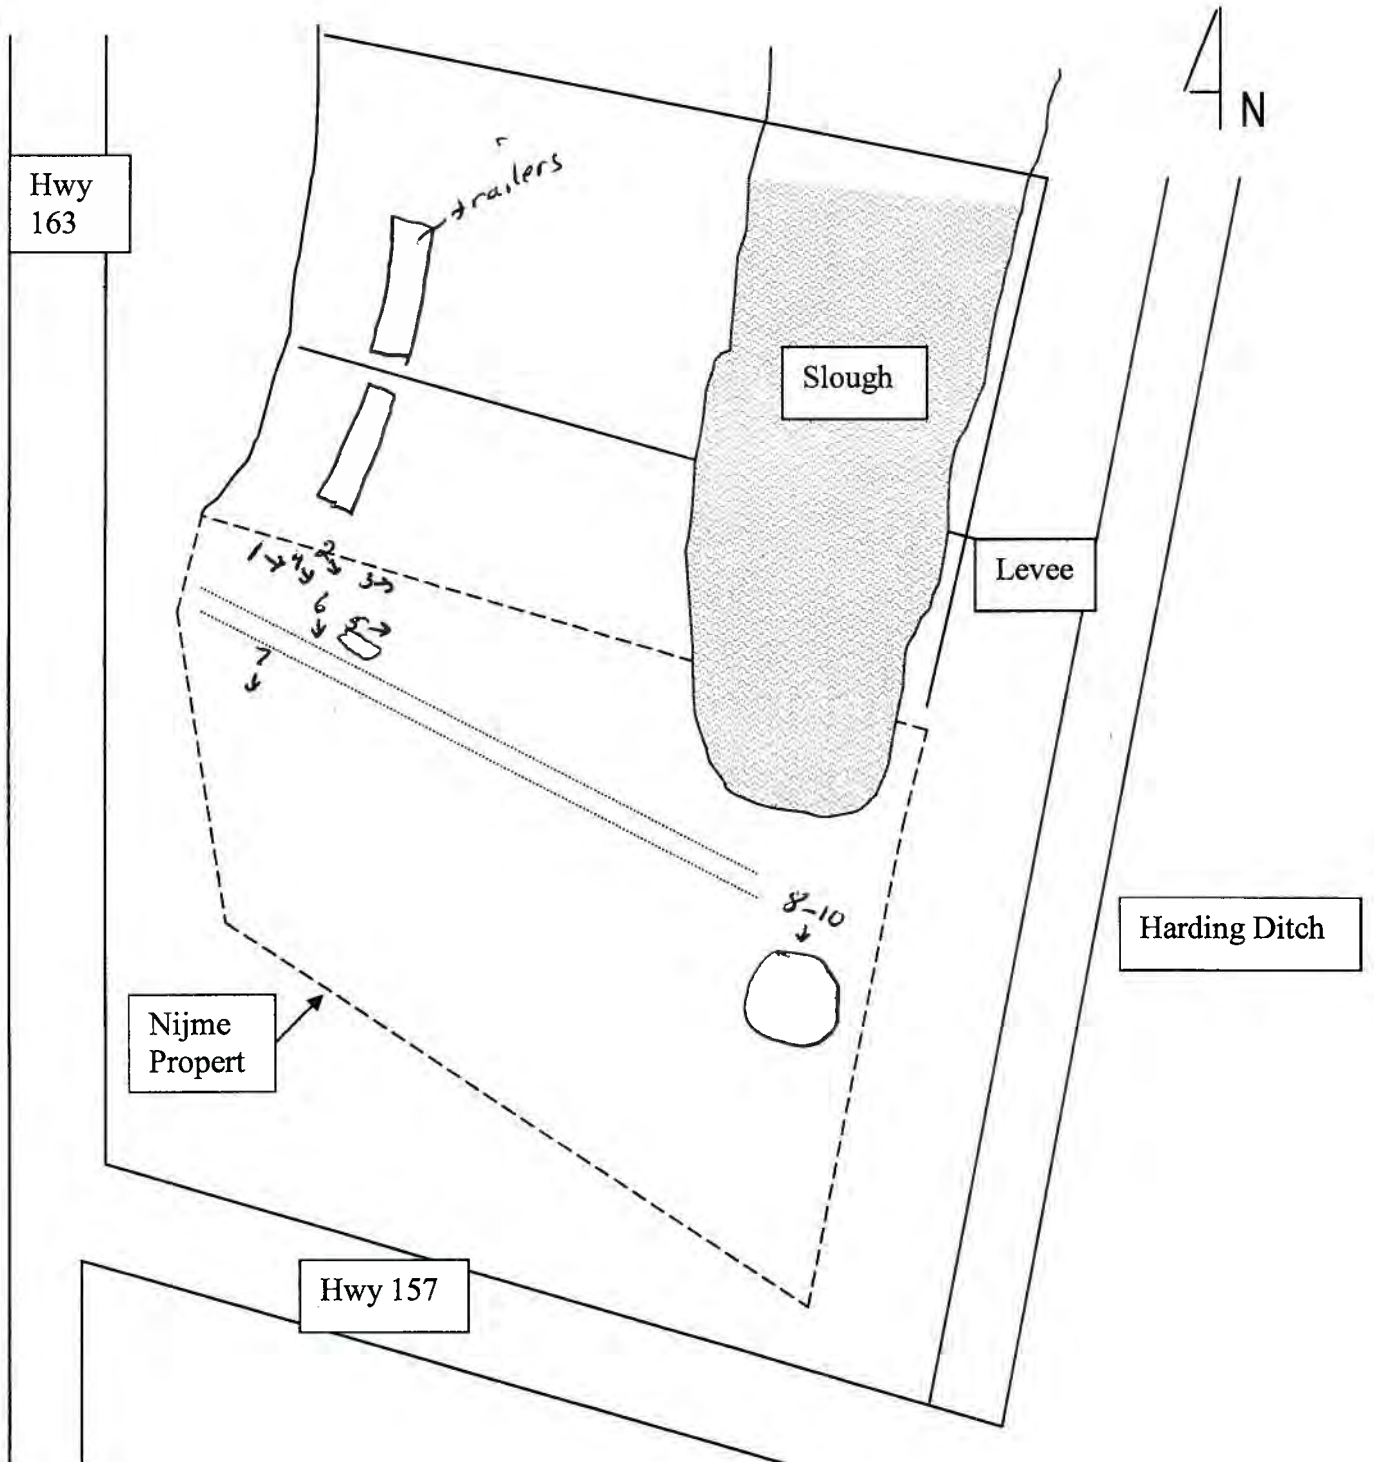 N
trailers
Hwy
163
Slough
Levee
1 → 4 ↘ 2 ↘ 3 →
6 ↓ 5 →
7 ↓
8-10 ↓
Harding Ditch
Nijme
Propert
Hwy 157